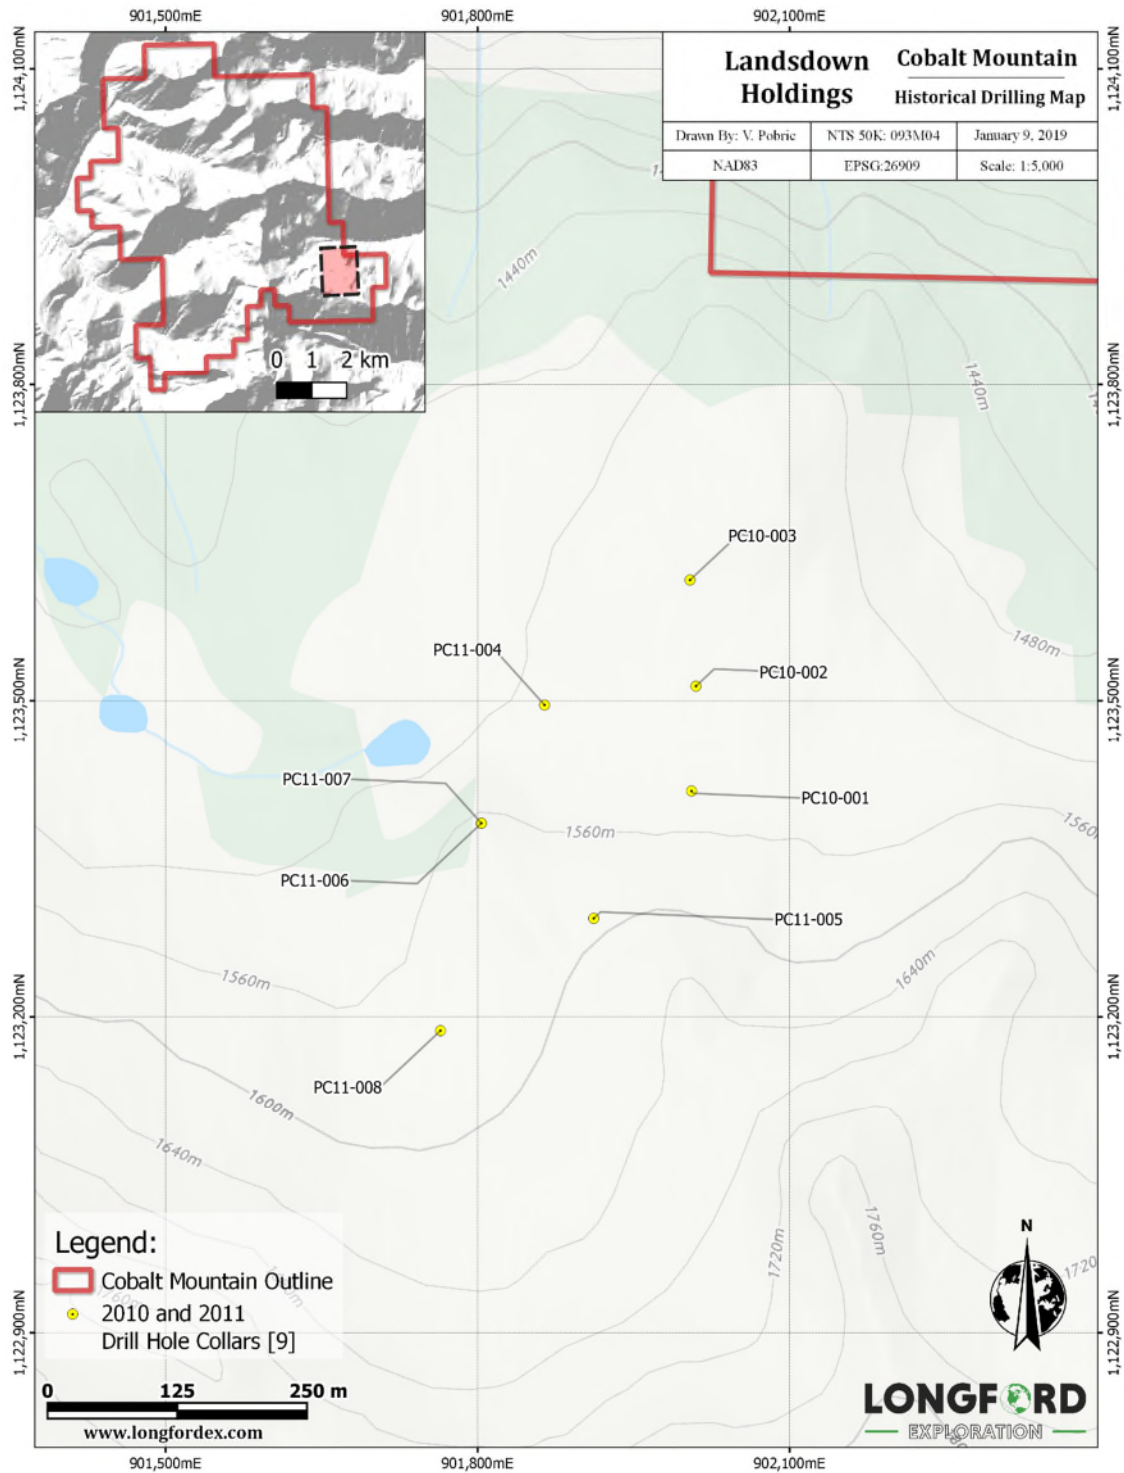 901,500mE
901,800mE
902,100mE
1,124,100mN
1,124,100mN
Landsdown
Holdings
Cobalt Mountain
Historical Drilling Map
Drawn By: V. Pobric
NTS 50K: 093M04
January 9, 2019
NAD83
EPSG:26909
Scale: 1:5,000
0 1 2 km
1440m
1440m
1,123,800mN
1,123,800mN
PC10-003
1480m
PC11-004
PC10-002
1,123,500mN
1,123,500mN
PC11-007
PC10-001
1560m
1560m
PC11-006
PC11-005
1560m
1640m
1,123,200mN
1,123,200mN
PC11-008
1600m
1640m
1760m
1720m
1720
Legend:
Cobalt Mountain Outline
1760m
2010 and 2011
Drill Hole Collars [9]
N
1,122,900mN
1,122,900mN
0 125 250 m
www.longfordex.com
LONGFORD
EXPLORATION
901,500mE
901,800mE
902,100mE